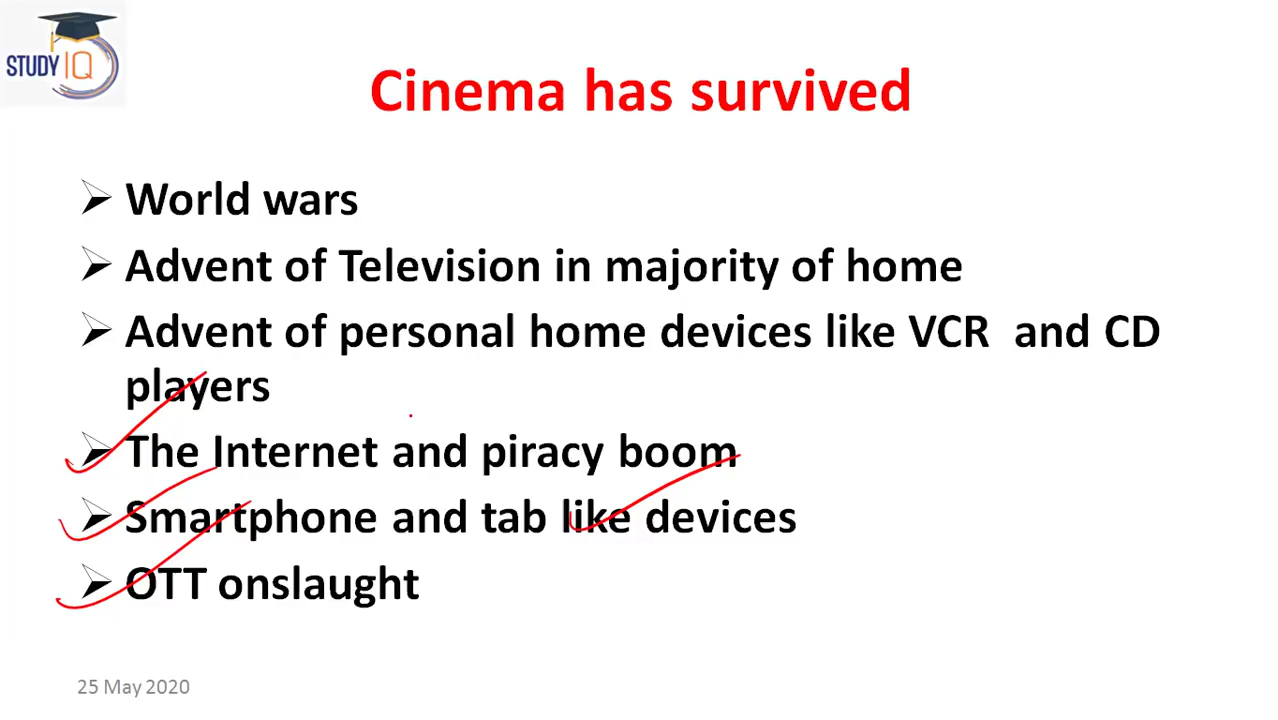 STUDY IQ
Cinema has survived
➢ World wars
➢ Advent of Television in majority of home
➢ Advent of personal home devices like VCR and CD
players
➢ The Internet and piracy boom
➢ Smartphone and tab like devices
➢ OTT onslaught
25 May 2020